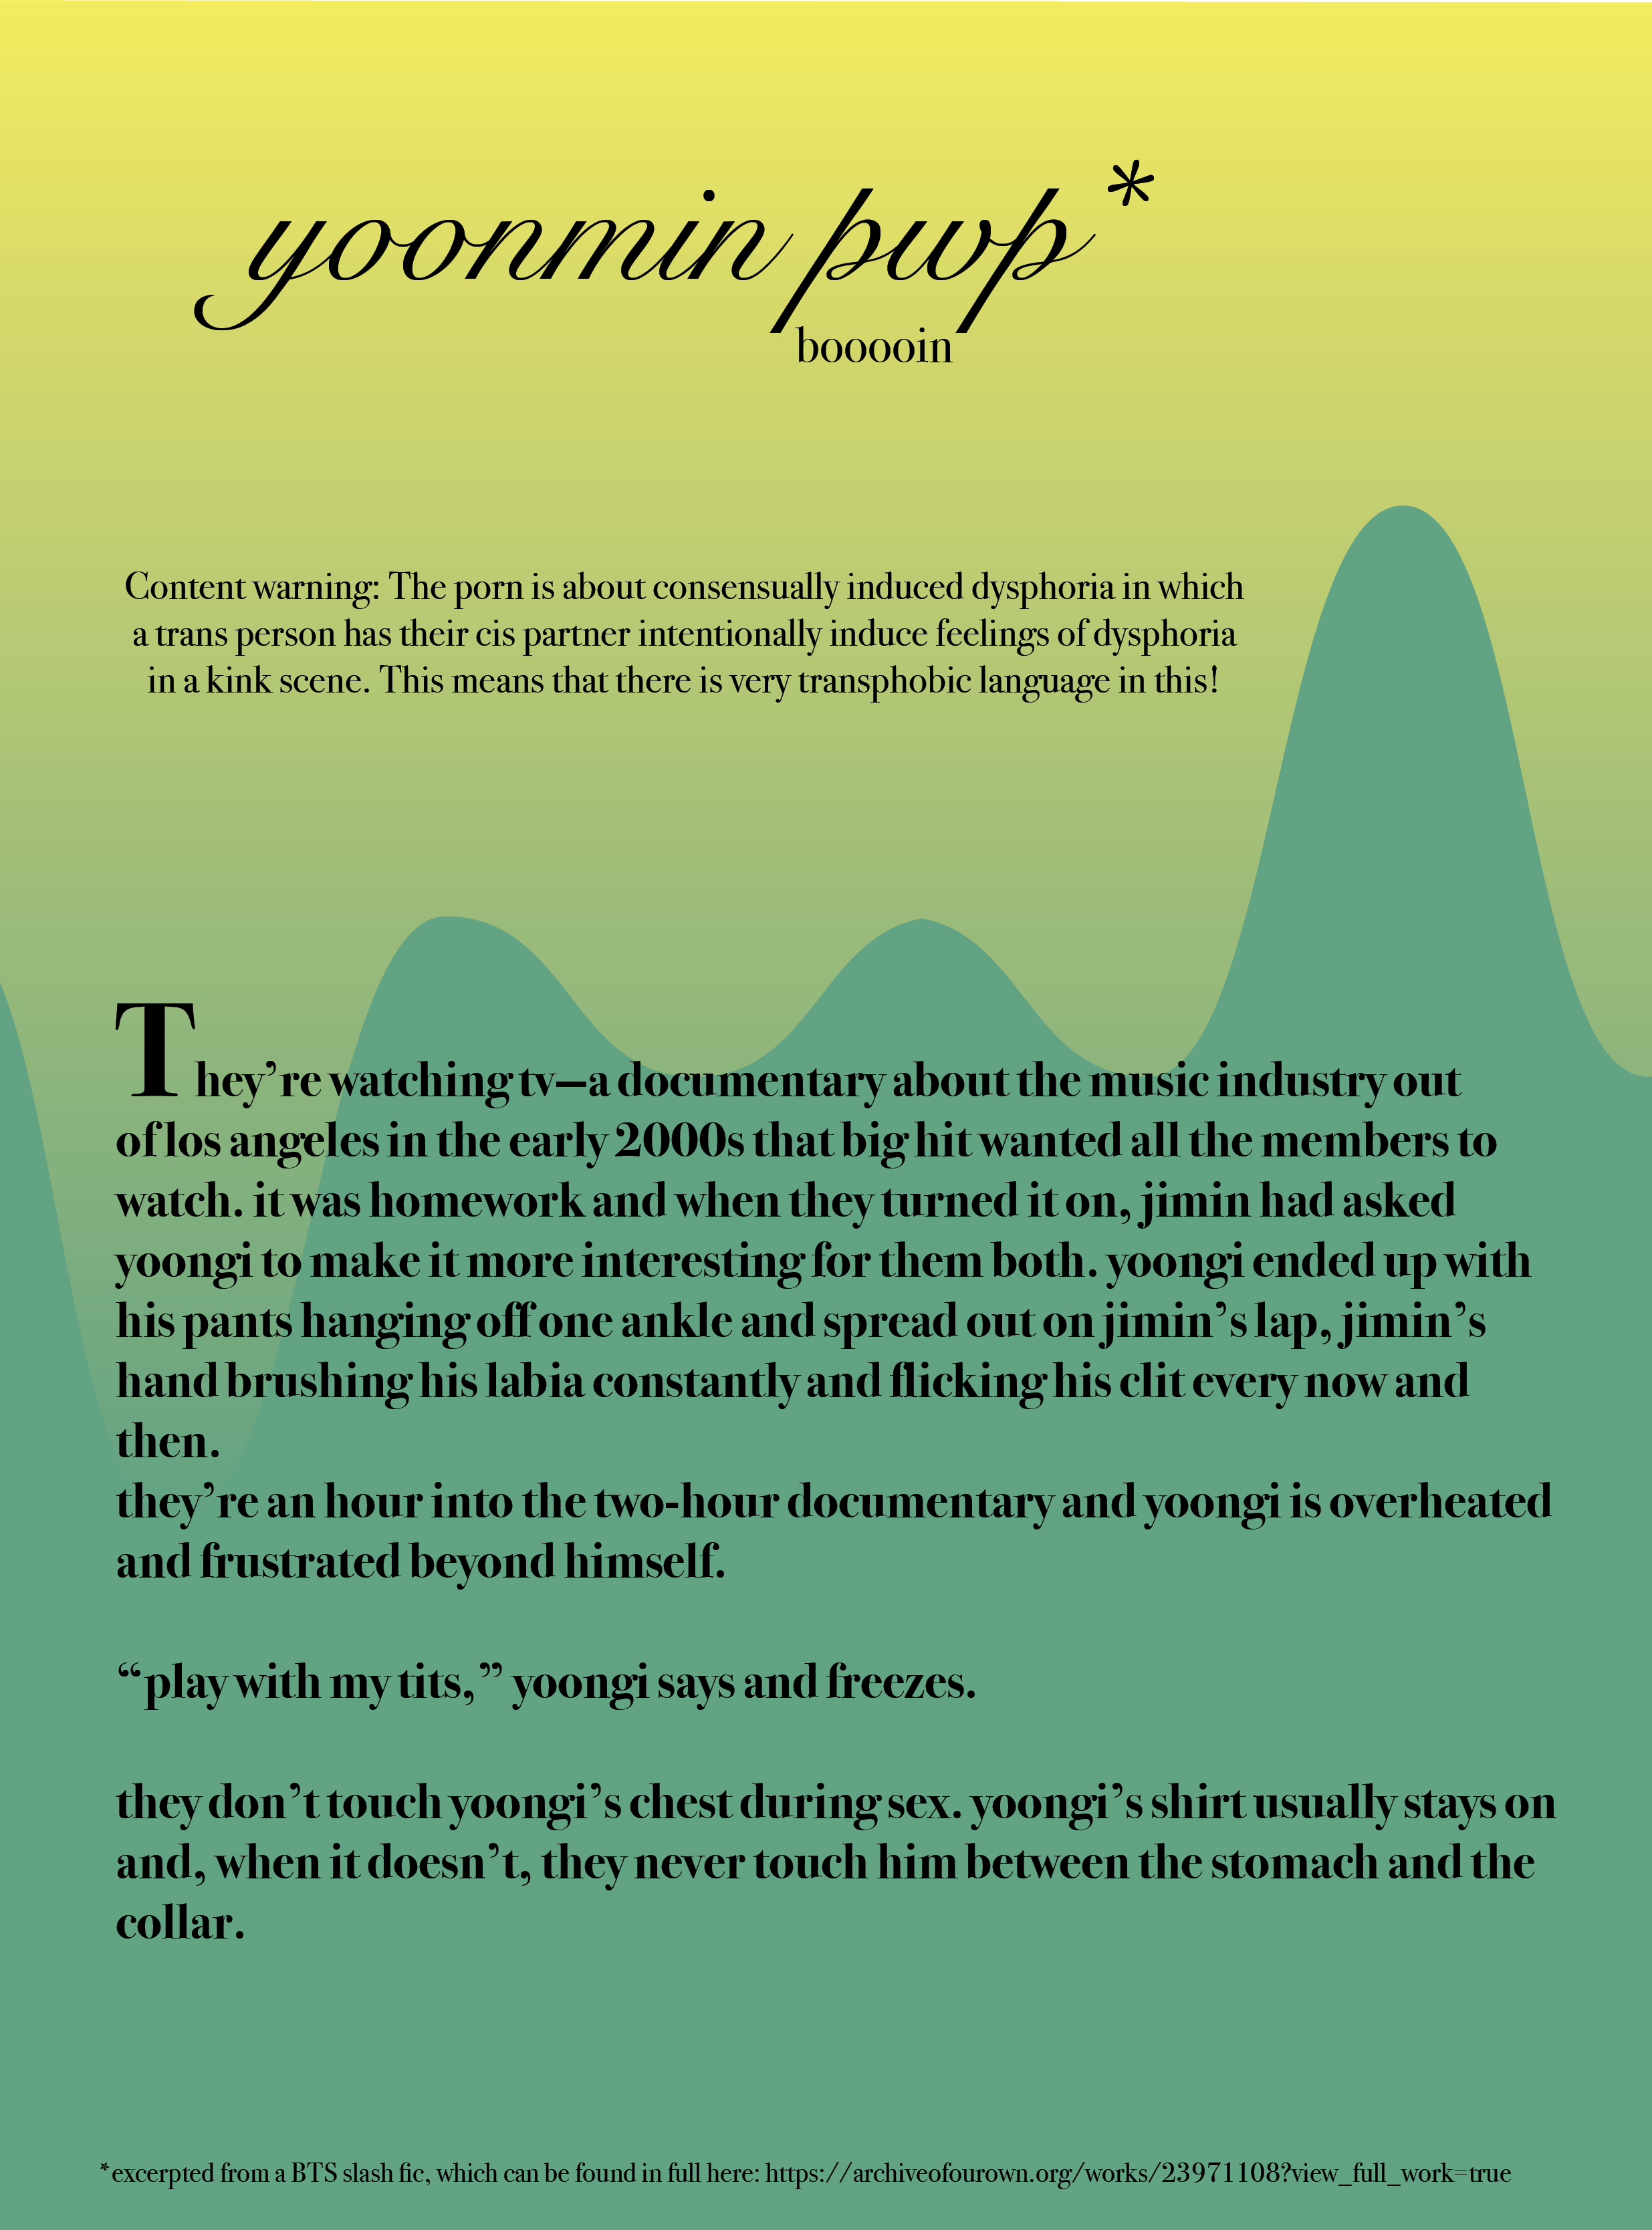 yoonmin pwp*
booooin
Content warning: The porn is about consensually induced dysphoria in which
a trans person has their cis partner intentionally induce feelings of dysphoria
in a kink scene. This means that there is very transphobic language in this!
They’re watching tv—a documentary about the music industry out
of los angeles in the early 2000s that big hit wanted all the members to
watch. it was homework and when they turned it on, jimin had asked
yoongi to make it more interesting for them both. yoongi ended up with
his pants hanging off one ankle and spread out on jimin’s lap, jimin’s
hand brushing his labia constantly and flicking his clit every now and
then.
they’re an hour into the two-hour documentary and yoongi is overheated
and frustrated beyond himself.
“play with my tits,” yoongi says and freezes.
they don’t touch yoongi’s chest during sex. yoongi’s shirt usually stays on
and, when it doesn’t, they never touch him between the stomach and the
collar.
*excerpted from a BTS slash fic, which can be found in full here: https://archiveofourown.org/works/23971108?view_full_work=true